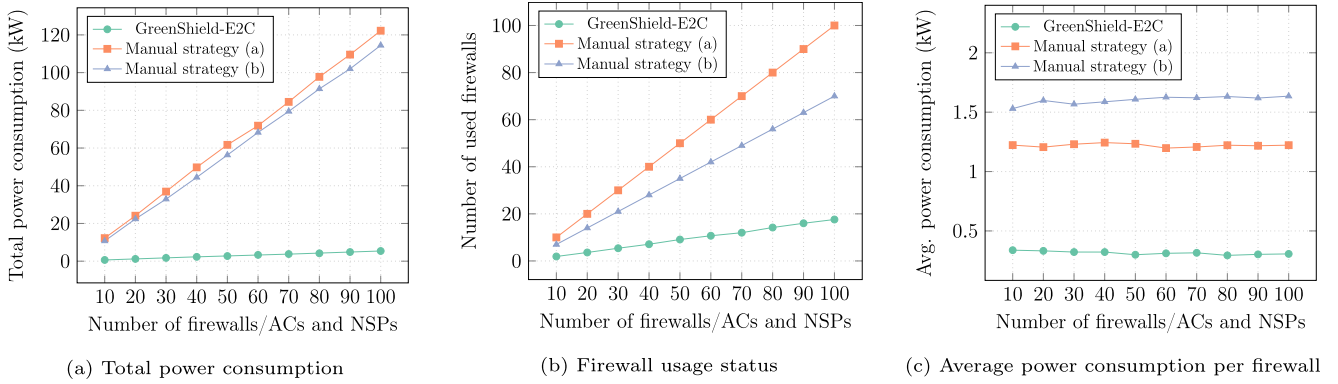 Total power consumption (kW)
120
100
80
60
40
20
0
GreenShield-E2C
Manual strategy (a)
Manual strategy (b)
10 20 30 40 50 60 70 80 90 100
Number of firewalls/ACs and NSPs
(a) Total power consumption
Number of used firewalls
100
80
60
40
20
0
GreenShield-E2C
Manual strategy (a)
Manual strategy (b)
10 20 30 40 50 60 70 80 90 100
Number of firewalls/ACs and NSPs
(b) Firewall usage status
Avg. power consumption (kW)
2
1.5
1
0.5
GreenShield-E2C
Manual strategy (a)
Manual strategy (b)
10 20 30 40 50 60 70 80 90 100
Number of firewalls/ACs and NSPs
(c) Average power consumption per firewall